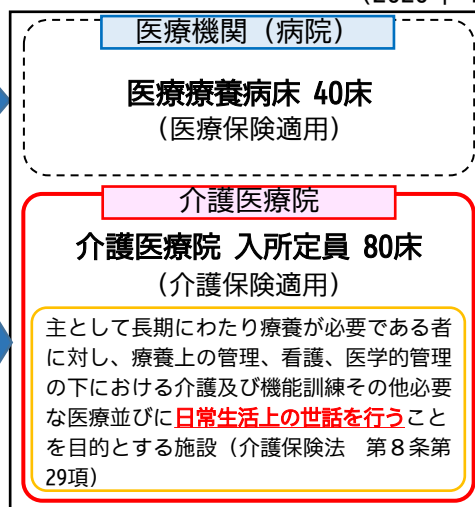 医療機関（病院）
医療療養病床 40床
（医療保険適用）
介護医療院
介護医療院 入所定員 80床
（介護保険適用）
主として長期にわたり療養が必要である者
に対し、療養上の管理、看護、医学的管理
の下における介護及び機能訓練その他必要
な医療並びに日常生活上の世話を行うこと
を目的とする施設（介護保険法　第８条第
29項）